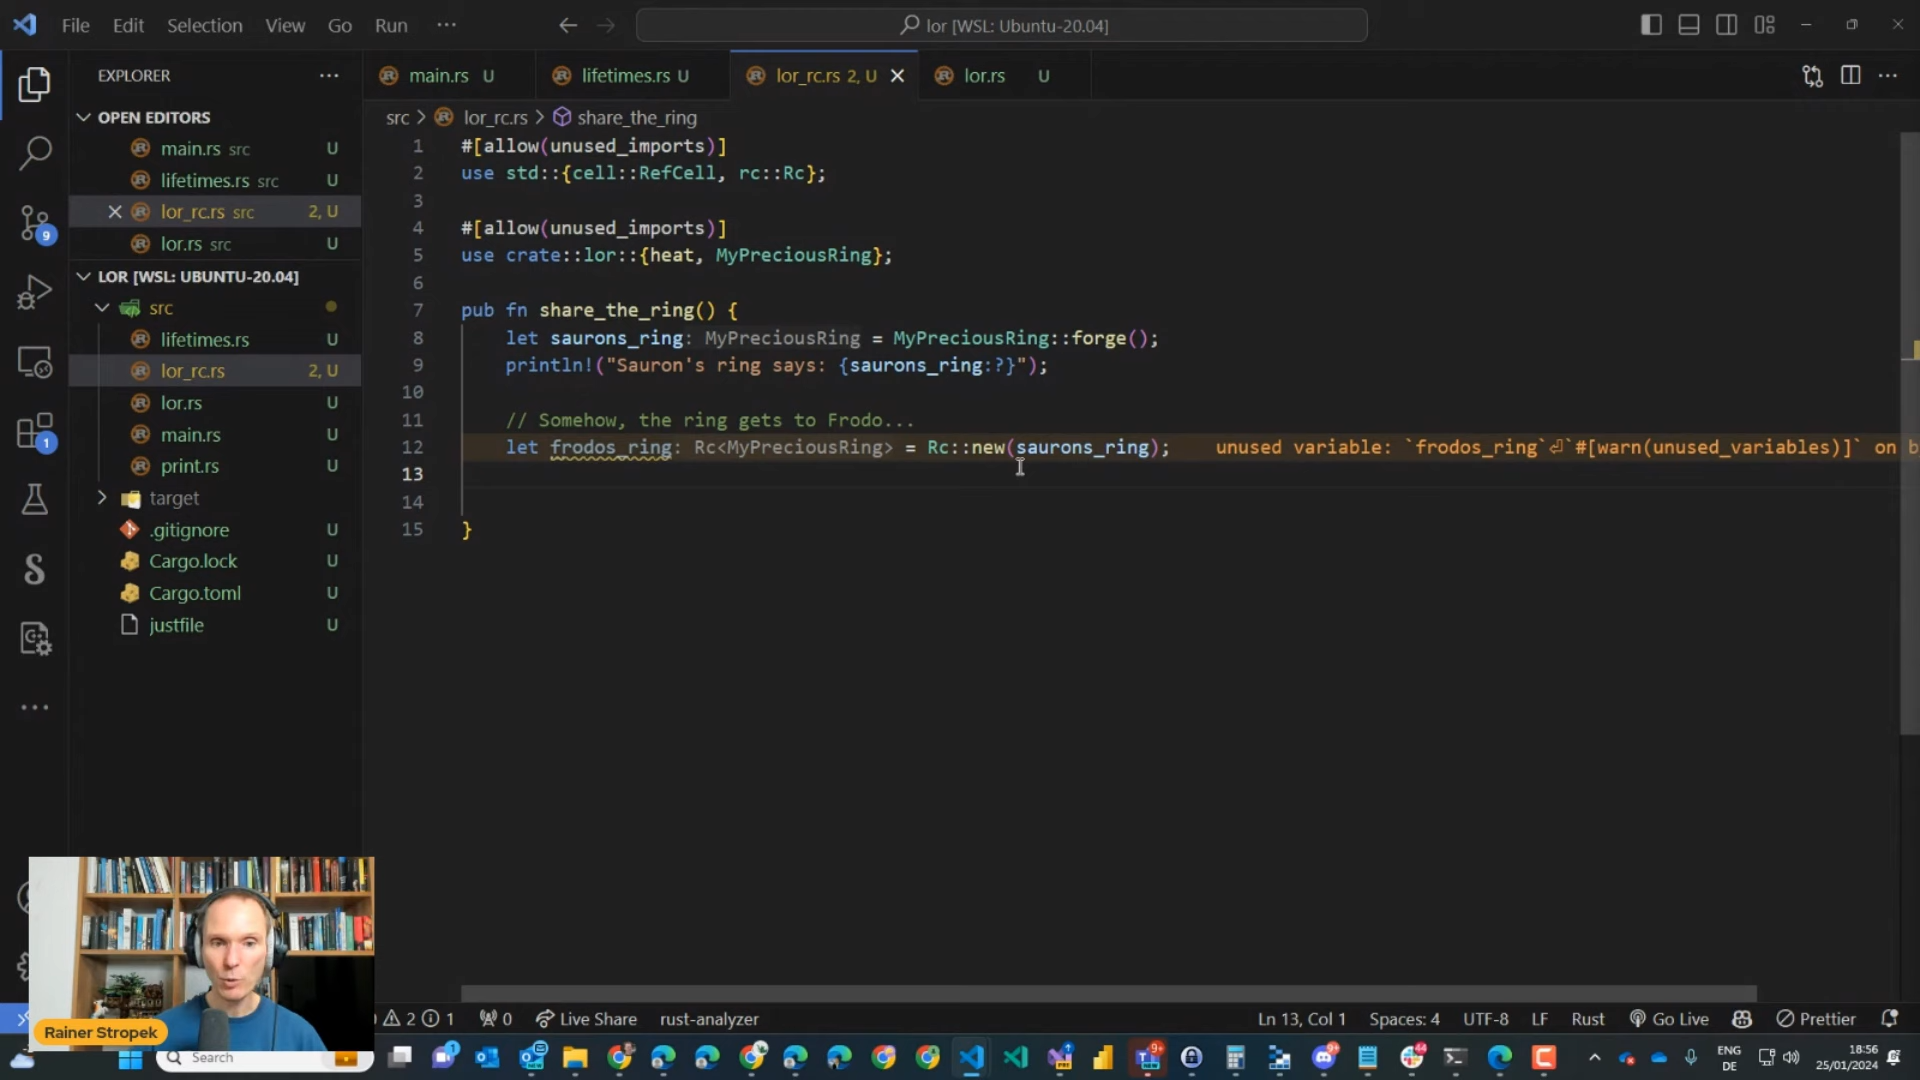 File Edit Selection View Go Run ···
lor [WSL: Ubuntu-20.04]
EXPLORER
main.rs U
lifetimes.rs U
lor_rc.rs 2, U
lor.rs U
OPEN EDITORS
main.rs src U
lifetimes.rs src U
lor_rc.rs src 2, U
lor.rs src U
LOR [WSL: UBUNTU-20.04]
src
lifetimes.rs U
lor_rc.rs 2, U
lor.rs U
main.rs U
print.rs U
target
.gitignore U
Cargo.lock U
Cargo.toml U
justfile U
9
1
src > lor_rc.rs > share_the_ring
1 #[allow(unused_imports)]
2 use std::{cell::RefCell, rc::Rc};
3
4 #[allow(unused_imports)]
5 use crate::lor::{heat, MyPreciousRing};
6
7 pub fn share_the_ring() {
8 let saurons_ring: MyPreciousRing = MyPreciousRing::forge();
9 println!("Sauron's ring says: {saurons_ring:?}");
10
11 // Somehow, the ring gets to Frodo...
12 let frodos_ring: Rc<MyPreciousRing> = Rc::new(saurons_ring); unused variable: `frodos_ring`⏎`#[warn(unused_variables)]` on b
13
14
15 }
Rainer Stropek
2 1 0 Live Share rust-analyzer
Ln 13, Col 1 Spaces: 4 UTF-8 LF Rust Go Live Prettier
Search
ENG
DE
18:56
25/01/2024